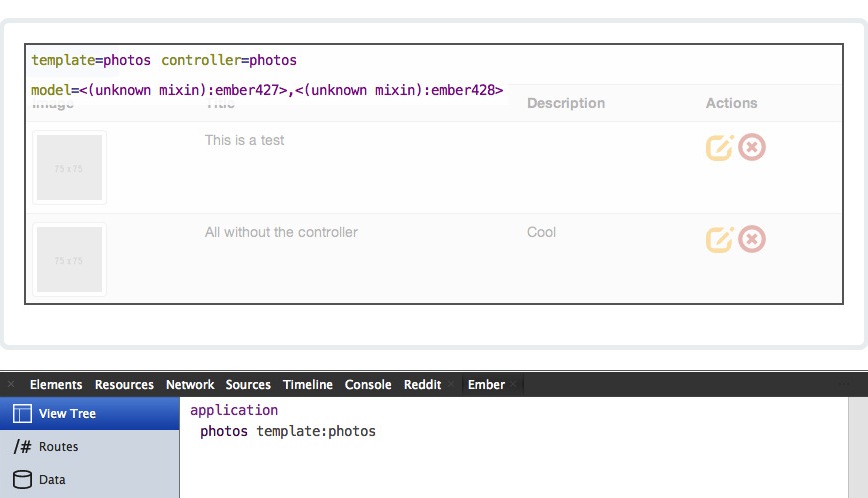 template=photos controller=photos
model=<(unknown mixin):ember427>,<(unknown mixin):ember428>
Image Title Description Actions
This is a test
75 x 75
All without the controller Cool
75 x 75
× Elements Resources Network Sources Timeline Console Reddit × Ember ×
View Tree
application
photos template:photos
/# Routes
Data